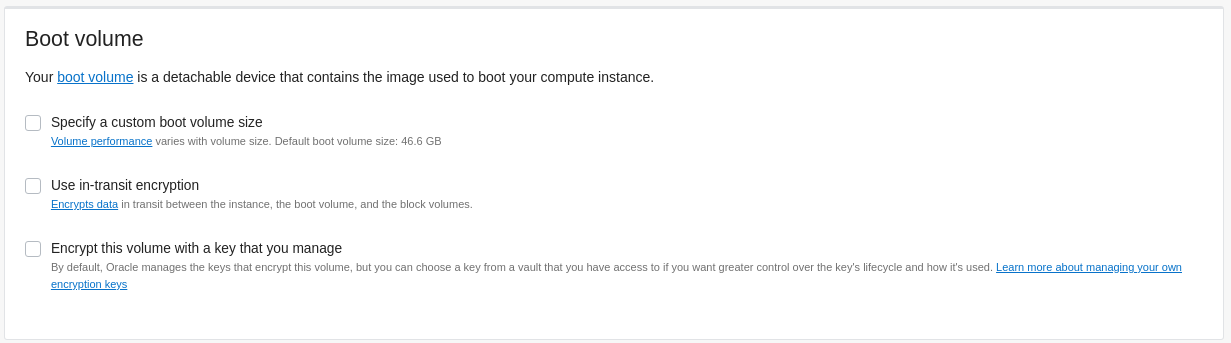 Boot volume
Your boot volume is a detachable device that contains the image used to boot your compute instance.
Specify a custom boot volume size
Volume performance varies with volume size. Default boot volume size: 46.6 GB
Use in-transit encryption
Encrypts data in transit between the instance, the boot volume, and the block volumes.
Encrypt this volume with a key that you manage
By default, Oracle manages the keys that encrypt this volume, but you can choose a key from a vault that you have access to if you want greater control over the key's lifecycle and how it's used. Learn more about managing your own
encryption keys